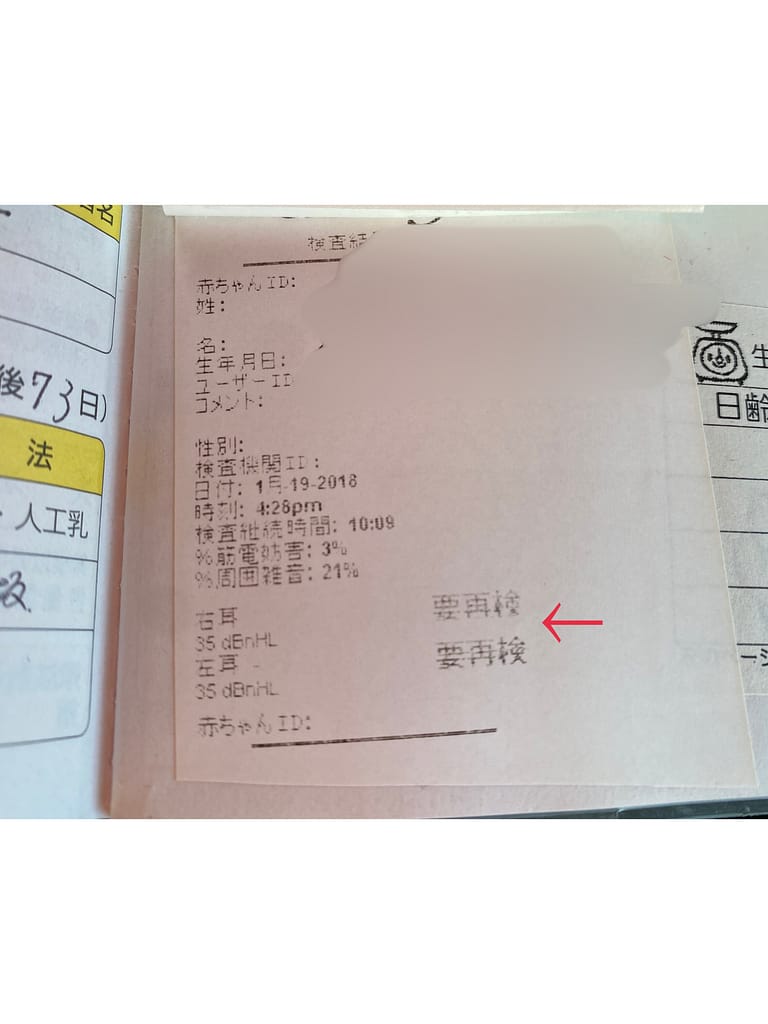 後73日)
法
・人工乳
検査結
赤ちゃんID:
姓:
名:
生年月日:
ユーザーID
コメント:
性別:
検査機関ID:
日付: 1月-19-2018
時刻: 4:28pm
検査継続時間: 10:09
%筋電妨害: 3%
%周囲雑音: 21%
右耳 要再検
35 dBnHL
左耳 - 要再検
35 dBnHL
赤ちゃんID:
生
日齢